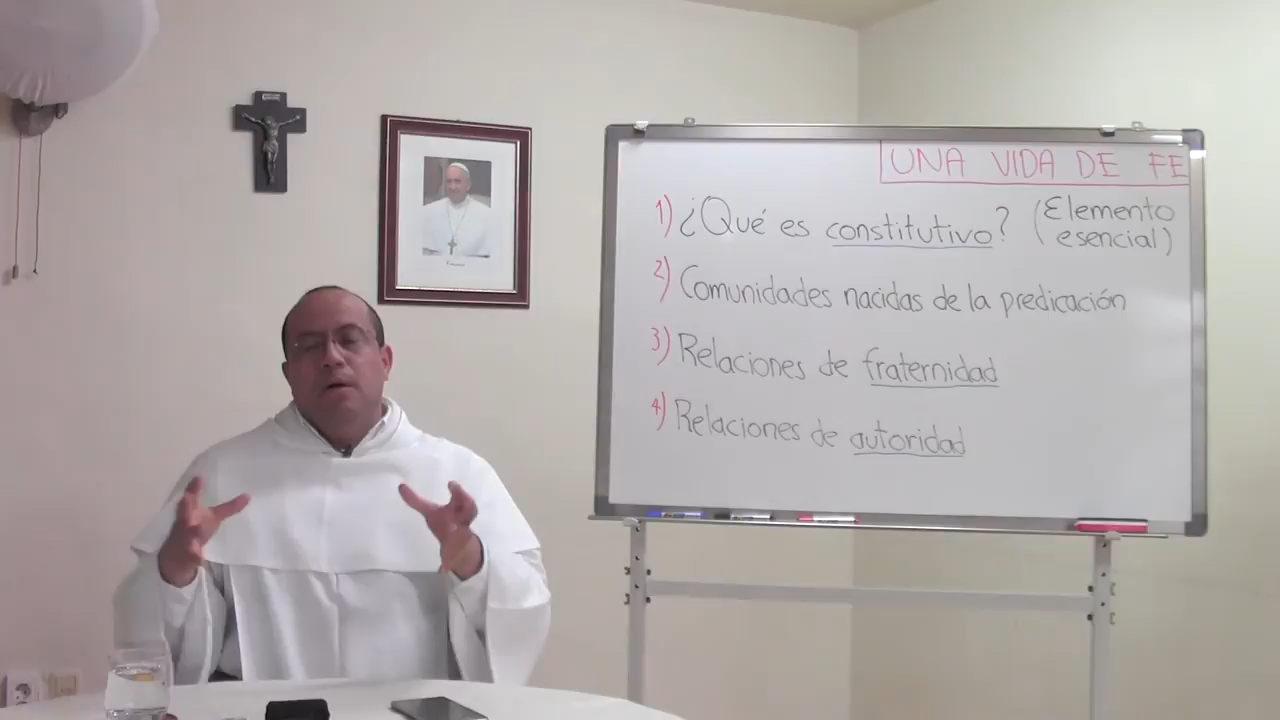 UNA VIDA DE FE
1) ¿Qué es constitutivo? (Elemento
esencial)
2) Comunidades nacidas de la predicación
3) Relaciones de fraternidad
4) Relaciones de autoridad